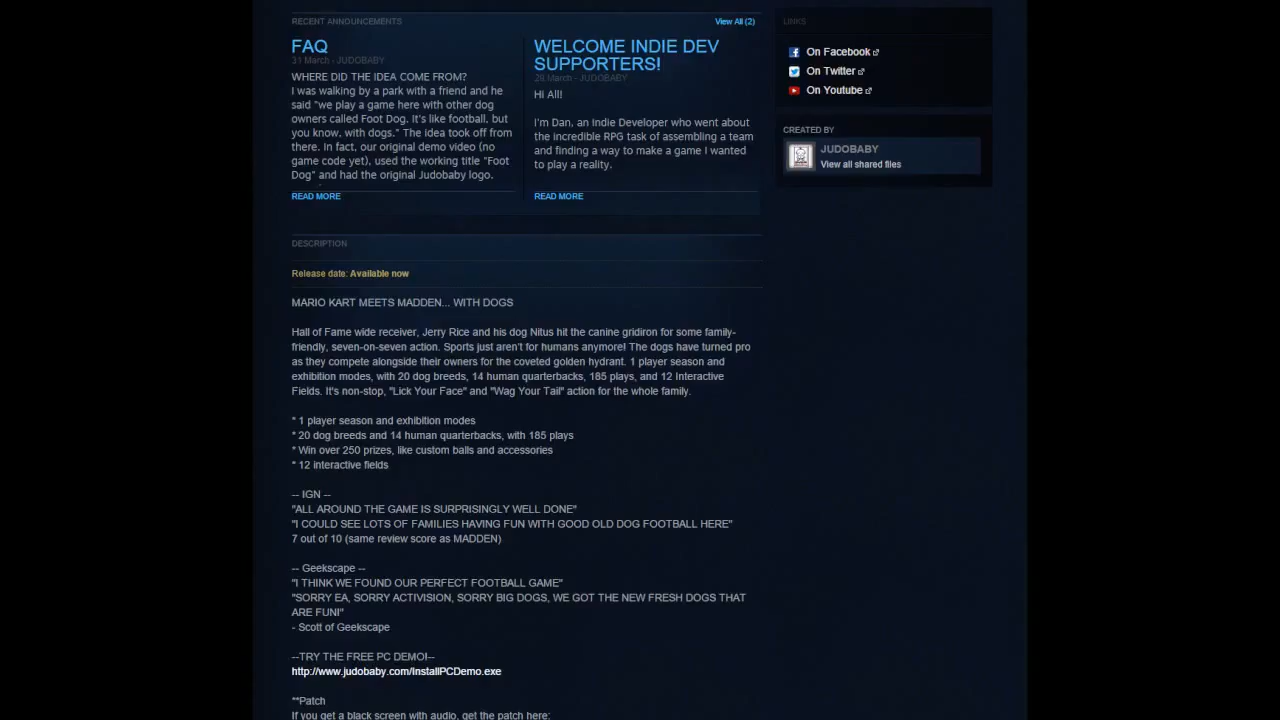 RECENT ANNOUNCEMENTS
View All (2)
FAQ
31 March - JUDOBABY
WHERE DID THE IDEA COME FROM?
I was walking by a park with a friend and he
said "we play a game here with other dog
owners called Foot Dog. It's like football, but
you know, with dogs." The idea took off from
there. In fact, our original demo video (no
game code yet), used the working title "Foot
Dog" and had the original Judobaby logo.
READ MORE
WELCOME INDIE DEV
SUPPORTERS!
March - JUDOBABY
Hi All!
I'm Dan, an indie Developer who went about
the incredible RPG task of assembling a team
and finding a way to make a game I wanted
to play a reality.
READ MORE
LINKS
On Facebook
On Twitter
On Youtube
CREATED BY
JUDOBABY
View all shared files
DESCRIPTION
Release date: Available now
MARIO KART MEETS MADDEN... WITH DOGS
Hall of Fame wide receiver, Jerry Rice and his dog Nitus hit the canine gridiron for some family-
friendly, seven-on-seven action. Sports just aren't for humans anymore! The dogs have turned pro
as they compete alongside their owners for the coveted golden hydrant. 1 player season and
exhibition modes, with 20 dog breeds, 14 human quarterbacks, 185 plays, and 12 Interactive
Fields. It's non-stop, "Lick Your Face" and "Wag Your Tail" action for the whole family.
* 1 player season and exhibition modes
* 20 dog breeds and 14 human quarterbacks, with 185 plays
* Win over 250 prizes, like custom balls and accessories
* 12 interactive fields
-- IGN --
"ALL AROUND THE GAME IS SURPRISINGLY WELL DONE"
"I COULD SEE LOTS OF FAMILIES HAVING FUN WITH GOOD OLD DOG FOOTBALL HERE"
7 out of 10 (same review score as MADDEN)
-- Geekscape --
"I THINK WE FOUND OUR PERFECT FOOTBALL GAME"
"SORRY EA, SORRY ACTIVISION, SORRY BIG DOGS, WE GOT THE NEW FRESH DOGS THAT
ARE FUN!"
- Scott of Geekscape
--TRY THE FREE PC DEMO!--
http://www.judobaby.com/InstallPCDemo.exe
**Patch
If you get a black screen with audio, get the patch here: